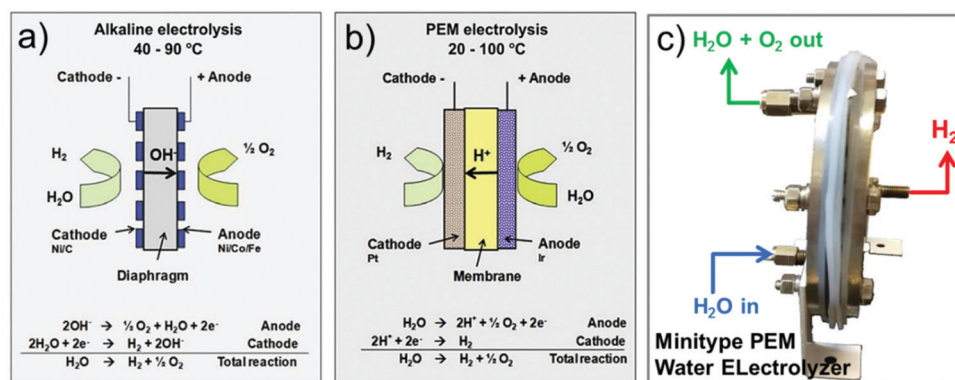 a)
Alkaline electrolysis
40 - 90 °C
Cathode -
+ Anode
OH⁻
H₂
½ O₂
H₂O
Cathode
Ni/C
Anode
Ni/Co/Fe
Diaphragm
2OH⁻ → ½ O₂ + H₂O + 2e⁻ Anode
2H₂O + 2e⁻ → H₂ + 2OH⁻ Cathode
H₂O → H₂ + ½ O₂ Total reaction
b)
PEM electrolysis
20 - 100 °C
Cathode -
+ Anode
H⁺
H₂
½ O₂
H₂O
Cathode
Pt
Anode
Ir
Membrane
H₂O → 2H⁺ + ½ O₂ + 2e⁻ Anode
2H⁺ + 2e⁻ → H₂ Cathode
H₂O → H₂ + ½ O₂ Total reaction
c)
H₂O + O₂ out
H₂
H₂O in
Minitype PEM
Water ELectrolyzer